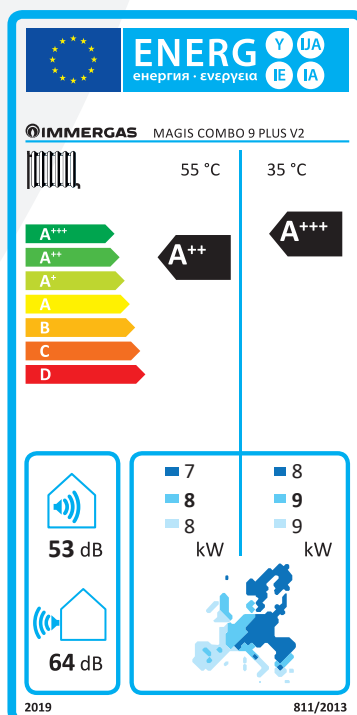 ENERG Y IJA
енергия · ενεργεια IE IA
IMMERGAS MAGIS COMBO 9 PLUS V2
55 °C 35 °C
A+++
A++
A+
A
B
C
D
A++
A+++
53 dB
64 dB
7
8
8
kW
8
9
9
kW
2019 811/2013